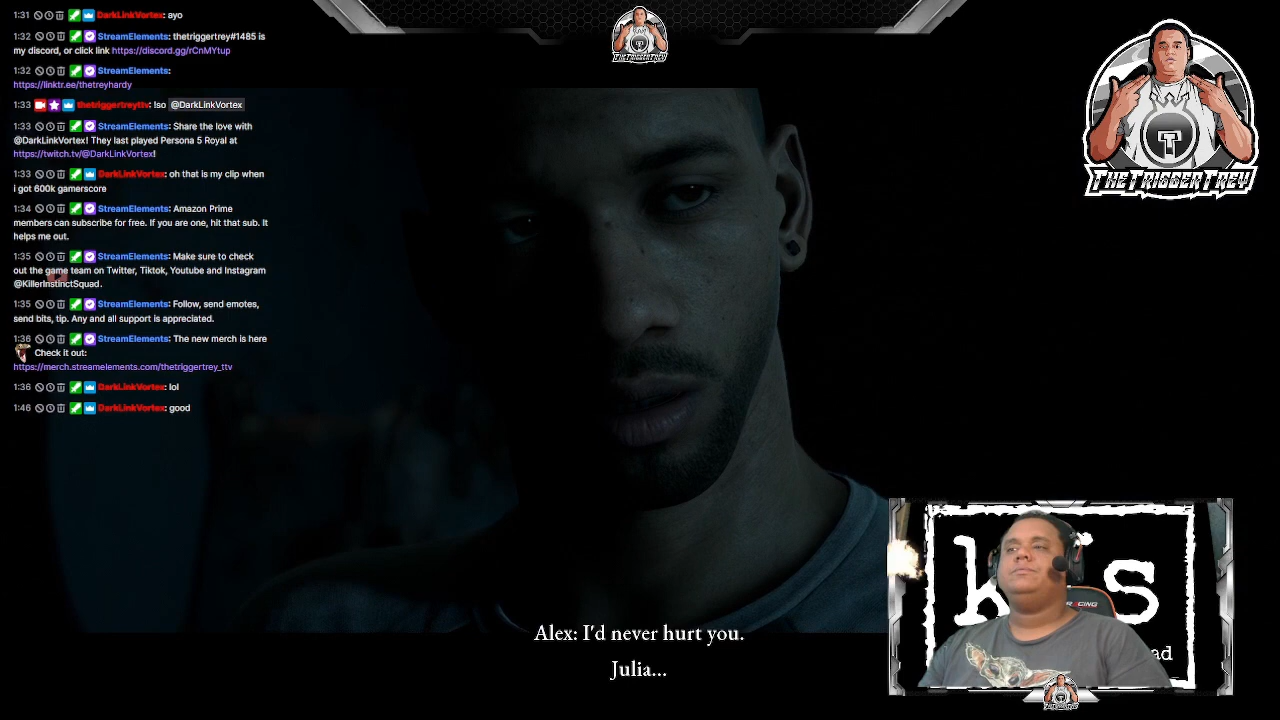 1:31 DarkLinkVortex: ayo
1:32 StreamElements: thetriggertrey#1485 is
my discord, or click link https://discord.gg/rCnMYtup
1:32 StreamElements:
https://linktr.ee/thetreyhardy
1:33 thetriggertreyttv: !so @DarkLinkVortex
1:33 StreamElements: Share the love with
@DarkLinkVortex! They last played Persona 5 Royal at
https://twitch.tv/@DarkLinkVortex!
1:33 DarkLinkVortex: oh that is my clip when
i got 600k gamerscore
1:34 StreamElements: Amazon Prime
members can subscribe for free. If you are one, hit that sub. It
helps me out.
1:35 StreamElements: Make sure to check
out the game team on Twitter, Tiktok, Youtube and Instagram
@KillerInstinctSquad.
1:35 StreamElements: Follow, send emotes,
send bits, tip. Any and all support is appreciated.
1:36 StreamElements: The new merch is here
Check it out:
https://merch.streamelements.com/thetriggertrey_ttv
1:36 DarkLinkVortex: lol
1:46 DarkLinkVortex: good
THETRIGGERTREY
T
THETRIGGERTREY
Alex: I'd never hurt you.
Julia...
k s
RACING
ad